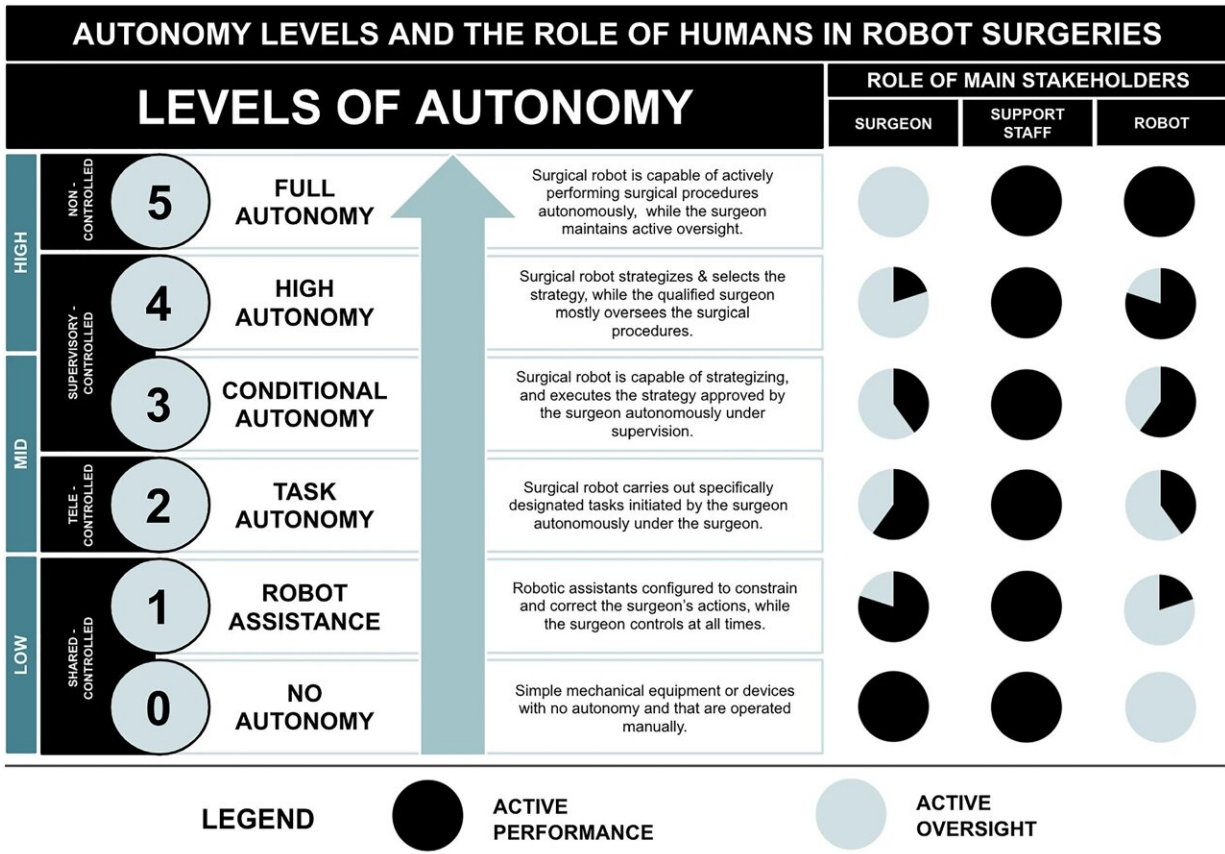 AUTONOMY LEVELS AND THE ROLE OF HUMANS IN ROBOT SURGERIES
LEVELS OF AUTONOMY
ROLE OF MAIN STAKEHOLDERS
SURGEON
SUPPORT
STAFF
ROBOT
HIGH
NON -
CONTROLLED
5
FULL
AUTONOMY
Surgical robot is capable of actively
performing surgical procedures
autonomously, while the surgeon
maintains active oversight.
SUPERVISORY -
CONTROLLED
4
HIGH
AUTONOMY
Surgical robot strategizes & selects the
strategy, while the qualified surgeon
mostly oversees the surgical
procedures.
MID
3
CONDITIONAL
AUTONOMY
Surgical robot is capable of strategizing,
and executes the strategy approved by
the surgeon autonomously under
supervision.
TELE -
CONTROLLED
2
TASK
AUTONOMY
Surgical robot carries out specifically
designated tasks initiated by the surgeon
autonomously under the surgeon.
LOW
SHARED -
CONTROLLED
1
ROBOT
ASSISTANCE
Robotic assistants configured to constrain
and correct the surgeon's actions, while
the surgeon controls at all times.
0
NO
AUTONOMY
Simple mechanical equipment or devices
with no autonomy and that are operated
manually.
LEGEND
ACTIVE
PERFORMANCE
ACTIVE
OVERSIGHT